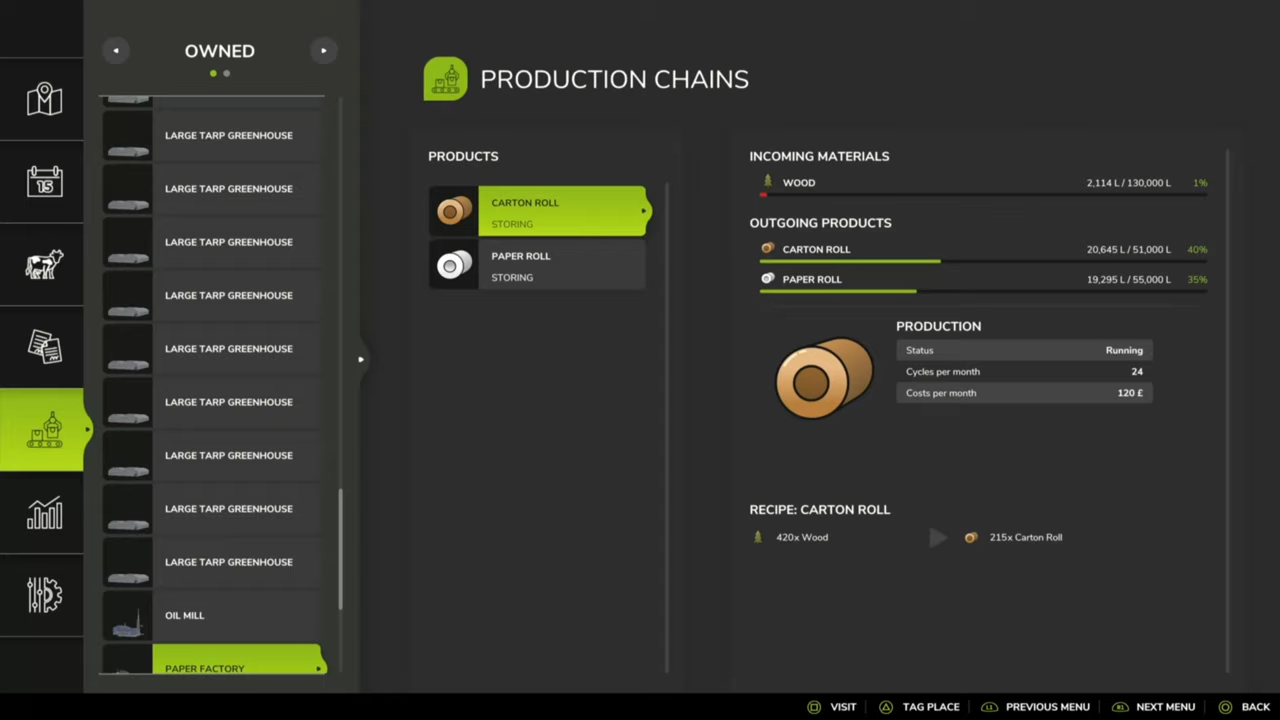 OWNED
LARGE TARP GREENHOUSE
LARGE TARP GREENHOUSE
LARGE TARP GREENHOUSE
LARGE TARP GREENHOUSE
LARGE TARP GREENHOUSE
LARGE TARP GREENHOUSE
LARGE TARP GREENHOUSE
LARGE TARP GREENHOUSE
LARGE TARP GREENHOUSE
OIL MILL
PAPER FACTORY
15
PRODUCTION CHAINS
PRODUCTS
CARTON ROLL
STORING
PAPER ROLL
STORING
INCOMING MATERIALS
WOOD 2,114 L / 130,000 L 1%
OUTGOING PRODUCTS
CARTON ROLL 20,645 L / 51,000 L 40%
PAPER ROLL 19,295 L / 55,000 L 35%
PRODUCTION
Status Running
Cycles per month 24
Costs per month 120 £
RECIPE: CARTON ROLL
420x Wood 215x Carton Roll
VISIT TAG PLACE L1 PREVIOUS MENU R1 NEXT MENU BACK